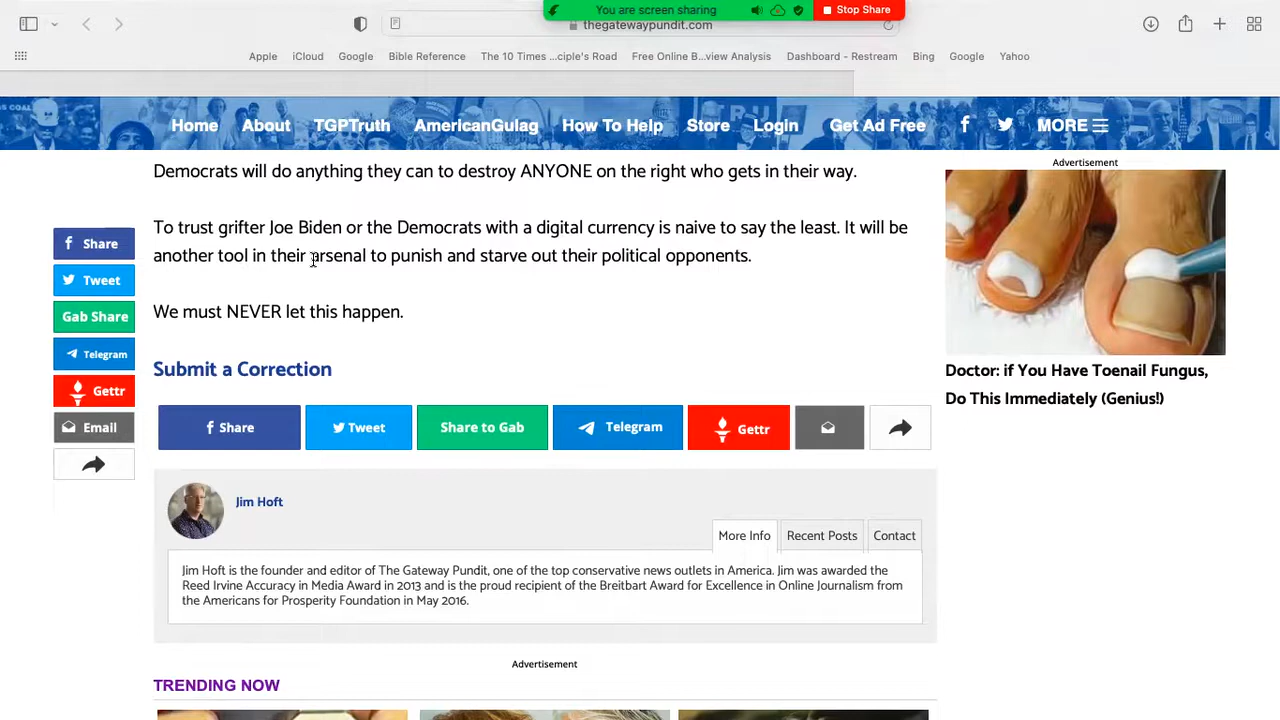 You are screen sharing
Stop Share
thegatewaypundit.com
Apple iCloud Google Bible Reference The 10 Times ...ciple's Road Free Online B...view Analysis Dashboard - Restream Bing Google Yahoo
Home About TGPTruth AmericanGulag How To Help Store Login Get Ad Free MORE
Democrats will do anything they can to destroy ANYONE on the right who gets in their way.
To trust grifter Joe Biden or the Democrats with a digital currency is naive to say the least. It will be
another tool in their arsenal to punish and starve out their political opponents.
We must NEVER let this happen.
Submit a Correction
Share
Tweet
Gab Share
Telegram
Gettr
Email
Share Tweet Share to Gab Telegram Gettr
Jim Hoft
More Info Recent Posts Contact
Jim Hoft is the founder and editor of The Gateway Pundit, one of the top conservative news outlets in America. Jim was awarded the
Reed Irvine Accuracy in Media Award in 2013 and is the proud recipient of the Breitbart Award for Excellence in Online Journalism from
the Americans for Prosperity Foundation in May 2016.
Advertisement
TRENDING NOW
Advertisement
Doctor: if You Have Toenail Fungus,
Do This Immediately (Genius!)